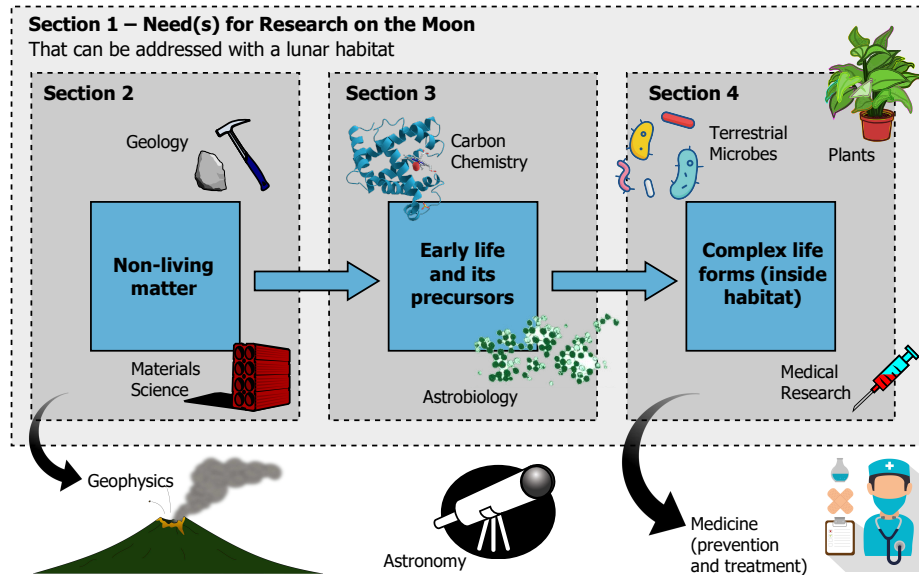 Section 1 – Need(s) for Research on the Moon
That can be addressed with a lunar habitat
Section 2
Geology
Non-living
matter
Materials
Science
Section 3
Carbon
Chemistry
Early life
and its
precursors
Astrobiology
Section 4
Terrestrial
Microbes
Plants
Complex life
forms (inside
habitat)
Medical
Research
Geophysics
Astronomy
Medicine
(prevention
and treatment)